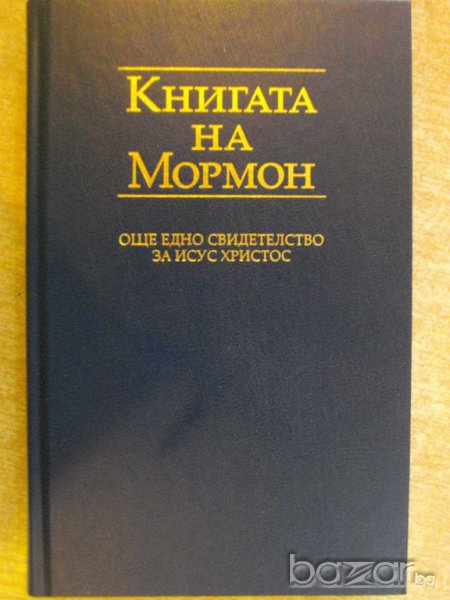 Книгата
на
Мормон
ОЩЕ ЕДНО СВИДЕТЕЛСТВО
ЗА ИСУС ХРИСТОС
bazar.bg